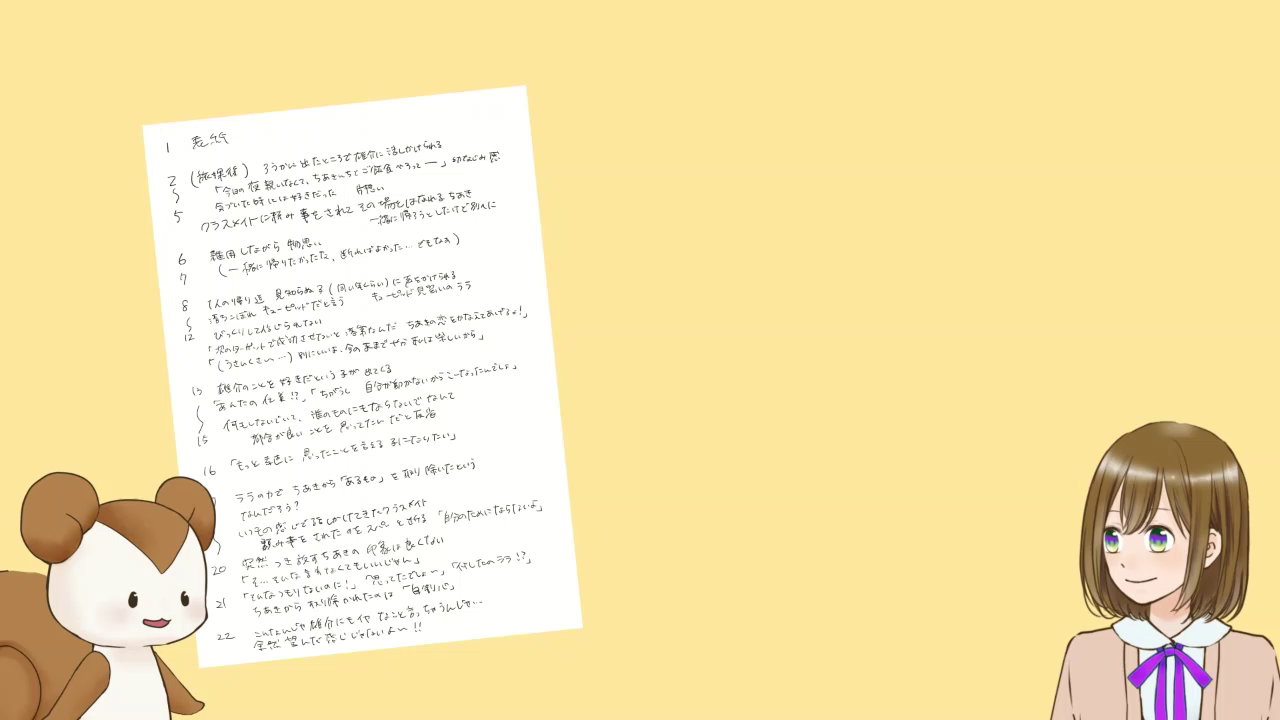 1 表紙
2 (放課後) ろうかに出たところで雄介に話しかけられる
「今日の夜 親いなくて、ちあきんちでご飯食べろって―」幼なじみ
5 気づいた時には好きだった 片想い
クラスメイトに頼み事をされてその場をはなれるちあき
一緒に帰ろうとしたけど別々に
6 雑用しながら物思い
7 (一緒に帰りたかったな、断ればよかった… でもなぁ)
8 1人の帰り道 見知らぬ子(同い年くらい)に声をかけられる
落ちこぼれキューピッドだと言う キューピッド見習いのララ
12 びっくりして信じられない
「次のターゲットで成功させないと落第なんだ ちあきの恋をかなえてあげるよ!」
「(うさんくさい…) 別にいいよ、今のままでも 楽しいから」
13 雄介のことを好きだという子が出てくる
「あんたの仕業!?」「ちがうし 自分が動かないからこーなったんでしょ」
何もしないでいて、誰のものにもならないでなんて
15 都合が良いことを思ってたんだと反省
16 「もっと素直に思ったことを言える子になりたい」
ララの力でちあきから「あるもの」を取り除いたという
なんだろう?
いつもの感じで話しかけてきたクラスメイト
頼み事をされたのをスパーと断る「自分のためにならないよ」
20 突然つき放すちあきの印象は良くない
「そ…そんな言わなくてもいいじゃん」
「そんなつもりないのに!」「思ってたでしょ〜」「何したのララ!?」
21 ちあきから取り除かれたのは「自制心」
22 こんなんじゃ雄介にもイヤなこと言っちゃうんじゃ…
全然望んだ感じじゃないよ〜!!